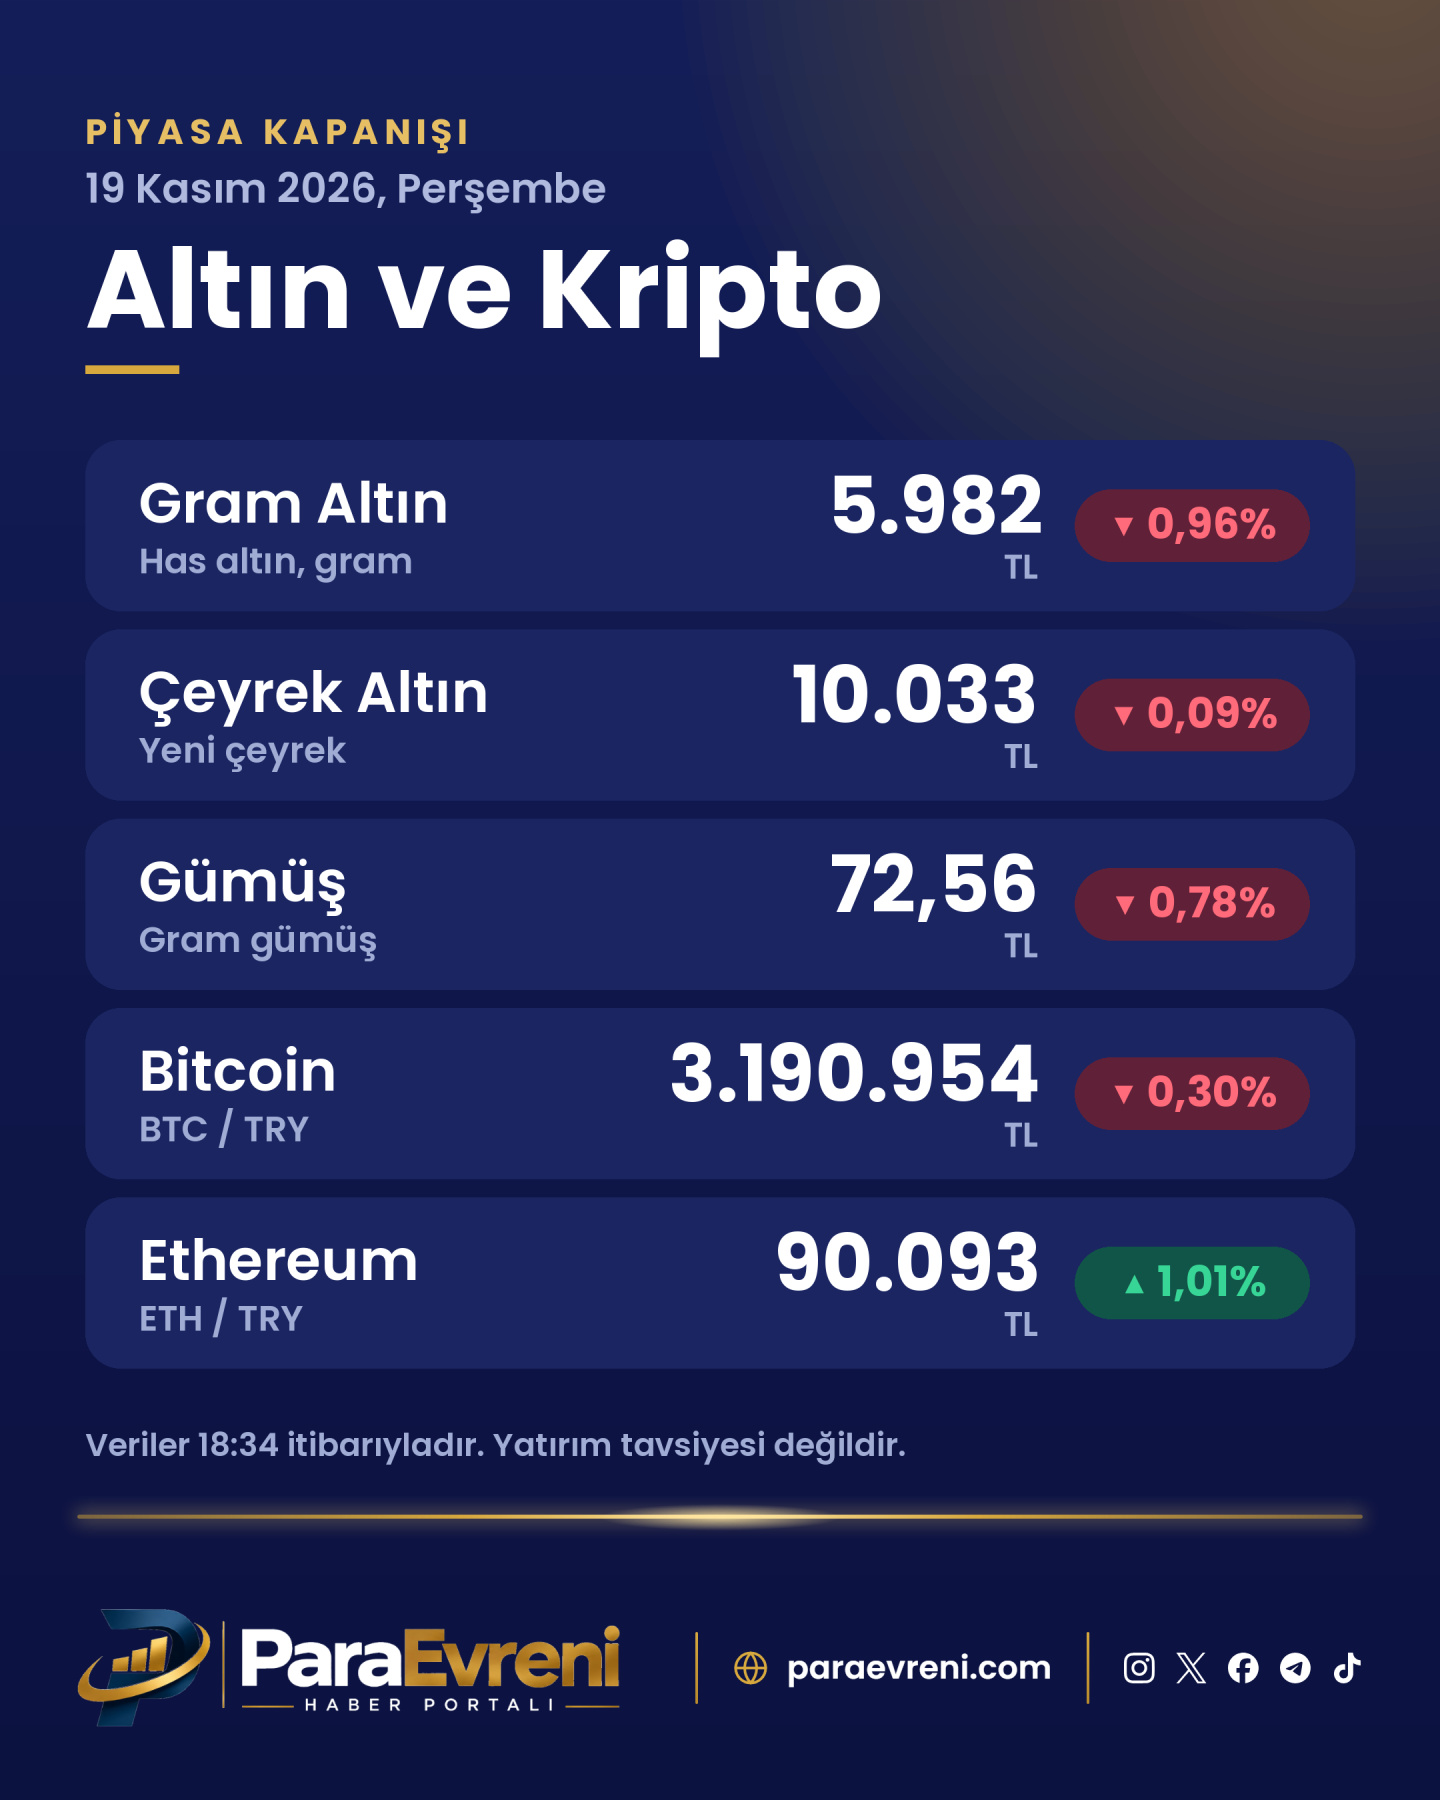 PİYASA KAPANIŞI
19 Kasım 2026, Perşembe
Altın ve Kripto
Gram Altın
Has altın, gram
5.982
TL
▼ 0,96%
Çeyrek Altın
Yeni çeyrek
10.033
TL
▼ 0,09%
Gümüş
Gram gümüş
72,56
TL
▼ 0,78%
Bitcoin
BTC / TRY
3.190.954
TL
▼ 0,30%
Ethereum
ETH / TRY
90.093
TL
▲ 1,01%
Veriler 18:34 itibarıyladır. Yatırım tavsiyesi değildir.
ParaEvreni
HABER PORTALI
paraevreni.com